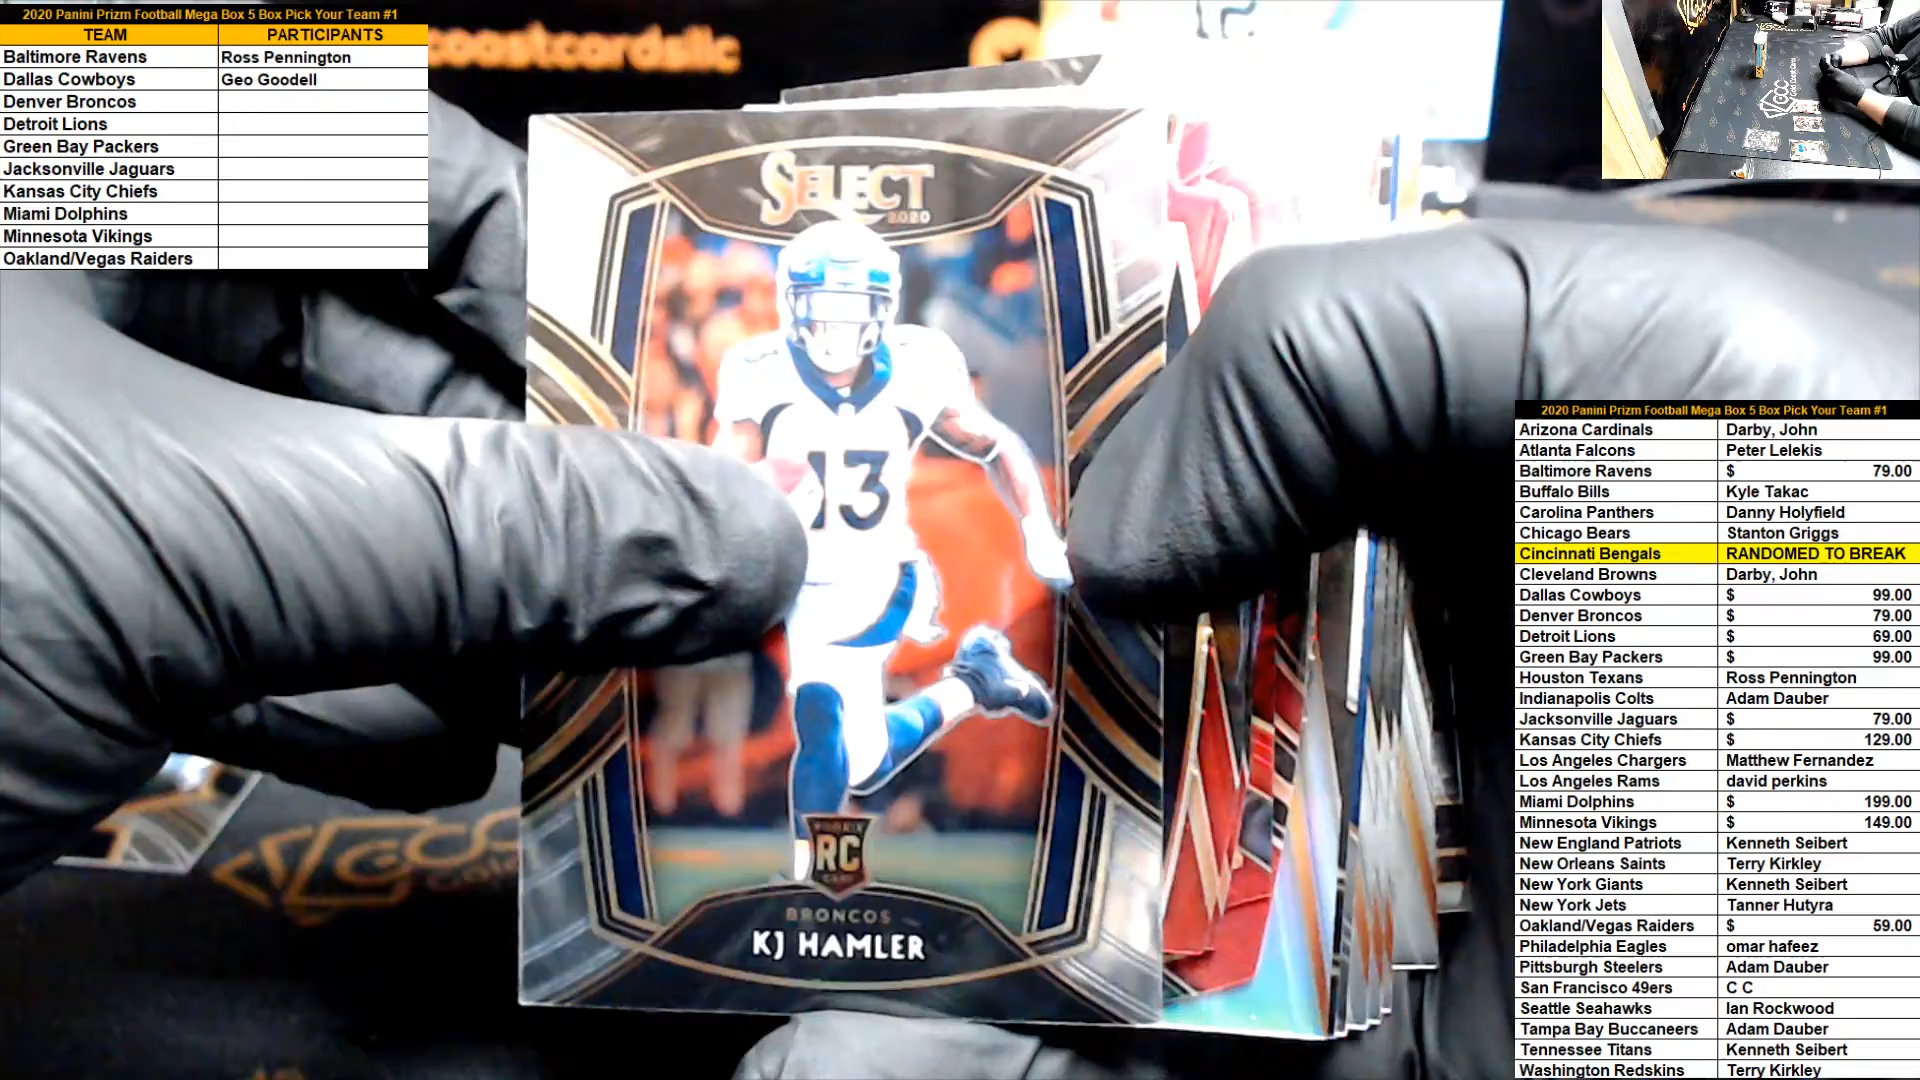 2020 Panini Prizm Football Mega Box 5 Box Pick Your Team #1
TEAM PARTICIPANTS
Baltimore Ravens Ross Pennington
Dallas Cowboys Geo Goodell
Denver Broncos
Detroit Lions
Green Bay Packers
Jacksonville Jaguars
Kansas City Chiefs
Miami Dolphins
Minnesota Vikings
Oakland/Vegas Raiders
coastcardsllc
SELECT
2020
13
ROOKIE
RC
BRONCOS
KJ HAMLER
2020 Panini Prizm Football Mega Box 5 Box Pick Your Team #1
Arizona Cardinals Darby, John
Atlanta Falcons Peter Lelekis
Baltimore Ravens $ 79.00
Buffalo Bills Kyle Takac
Carolina Panthers Danny Holyfield
Chicago Bears Stanton Griggs
Cincinnati Bengals RANDOMED TO BREAK
Cleveland Browns Darby, John
Dallas Cowboys $ 99.00
Denver Broncos $ 79.00
Detroit Lions $ 69.00
Green Bay Packers $ 99.00
Houston Texans Ross Pennington
Indianapolis Colts Adam Dauber
Jacksonville Jaguars $ 79.00
Kansas City Chiefs $ 129.00
Los Angeles Chargers Matthew Fernandez
Los Angeles Rams david perkins
Miami Dolphins $ 199.00
Minnesota Vikings $ 149.00
New England Patriots Kenneth Seibert
New Orleans Saints Terry Kirkley
New York Giants Kenneth Seibert
New York Jets Tanner Hutyra
Oakland/Vegas Raiders $ 59.00
Philadelphia Eagles omar hafeez
Pittsburgh Steelers Adam Dauber
San Francisco 49ers C C
Seattle Seahawks Ian Rockwood
Tampa Bay Buccaneers Adam Dauber
Tennessee Titans Kenneth Seibert
Washington Redskins Terry Kirkley